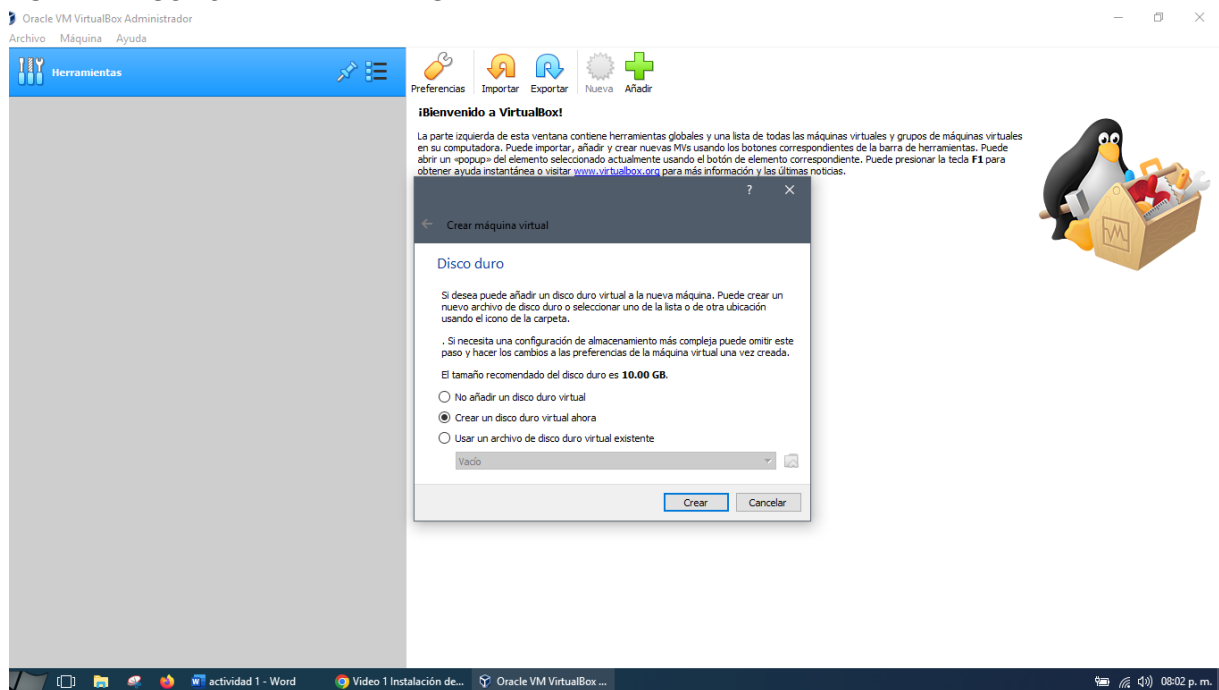 Oracle VM VirtualBox Administrador
Archivo Máquina Ayuda
Herramientas
Preferencias Importar Exportar Nueva Añadir
¡Bienvenido a VirtualBox!
La parte izquierda de esta ventana contiene herramientas globales y una lista de todas las máquinas virtuales y grupos de máquinas virtuales
en su computadora. Puede importar, añadir y crear nuevas MVs usando los botones correspondientes de la barra de herramientas. Puede
abrir un «popup» del elemento seleccionado actualmente usando el botón de elemento correspondiente. Puede presionar la tecla F1 para
obtener ayuda instantánea o visitar www.virtualbox.org para más información y las últimas noticias.
?
Crear máquina virtual
Disco duro
Si desea puede añadir un disco duro virtual a la nueva máquina. Puede crear un
nuevo archivo de disco duro o seleccionar uno de la lista o de otra ubicación
usando el icono de la carpeta.
. Si necesita una configuración de almacenamiento más compleja puede omitir este
paso y hacer los cambios a las preferencias de la máquina virtual una vez creada.
El tamaño recomendado del disco duro es 10.00 GB.
No añadir un disco duro virtual
Crear un disco duro virtual ahora
Usar un archivo de disco duro virtual existente
Vacío
Crear Cancelar
actividad 1 - Word Video 1 Instalación de... Oracle VM VirtualBox ... 08:02 p. m.